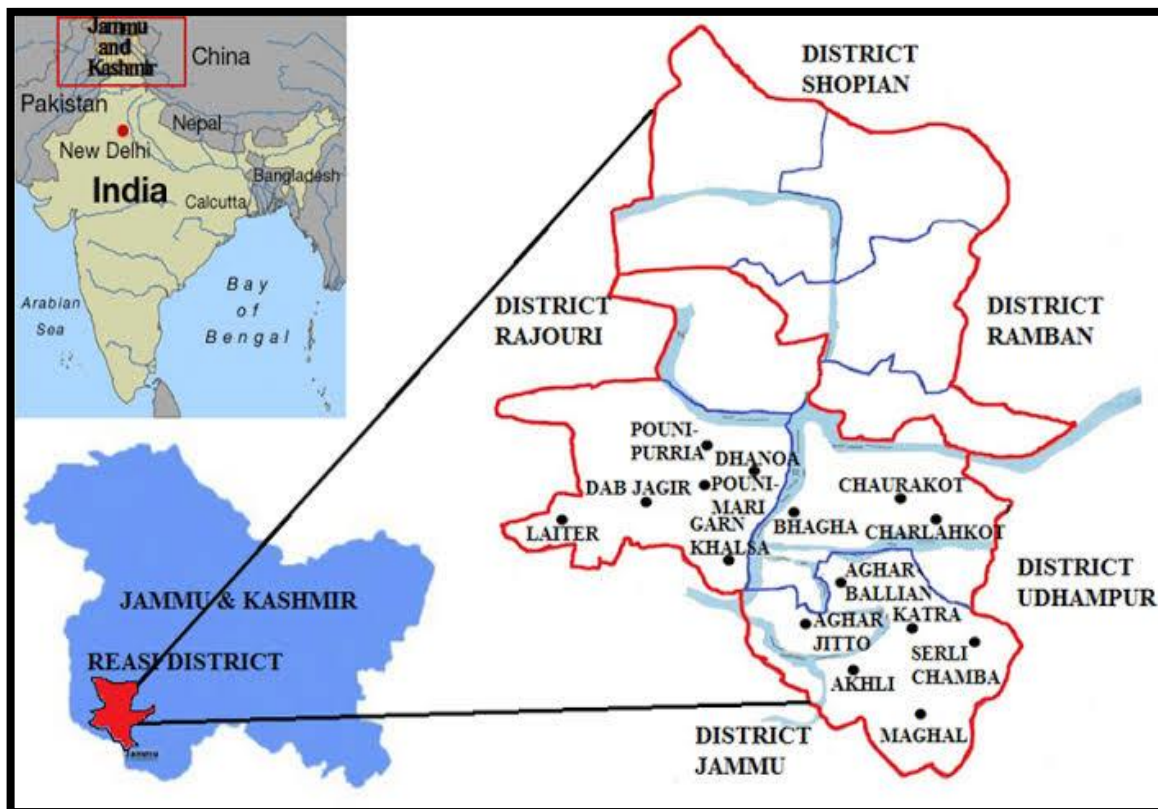 Jammu
and
Kashmir
China
Pakistan
Nepal
New Delhi
India
Bangladesh
Calcutta
Arabian
Sea
Bay
of
Bengal
JAMMU & KASHMIR
REASI DISTRICT
Jammu
DISTRICT
SHOPIAN
DISTRICT
RAJOURI
DISTRICT
RAMBAN
POUNI-
PURRIA
DHANOA
DAB JAGIR
POUNI-
MARI
CHAURAKOT
LAITER
GARN
KHALSA
BHAGHA
CHARLAHKOT
AGHAR
BALLIAN
DISTRICT
UDHAMPUR
AGHAR
JITTO
KATRA
SERLI
CHAMBA
AKHLI
MAGHAL
DISTRICT
JAMMU